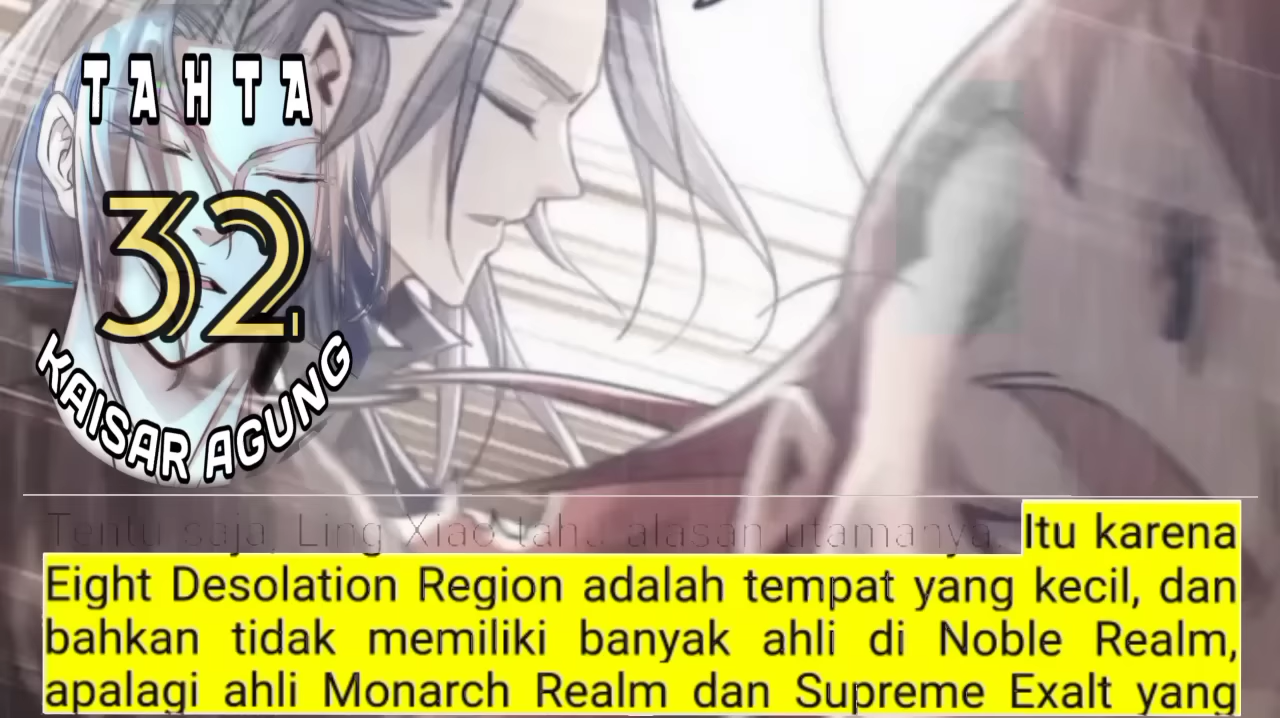 TAHTA
32
KAISAR AGUNG
Tentu saja, Ling Xiao tahu alasan utamanya. Itu karena
Eight Desolation Region adalah tempat yang kecil, dan
bahkan tidak memiliki banyak ahli di Noble Realm,
apalagi ahli Monarch Realm dan Supreme Exalt yang